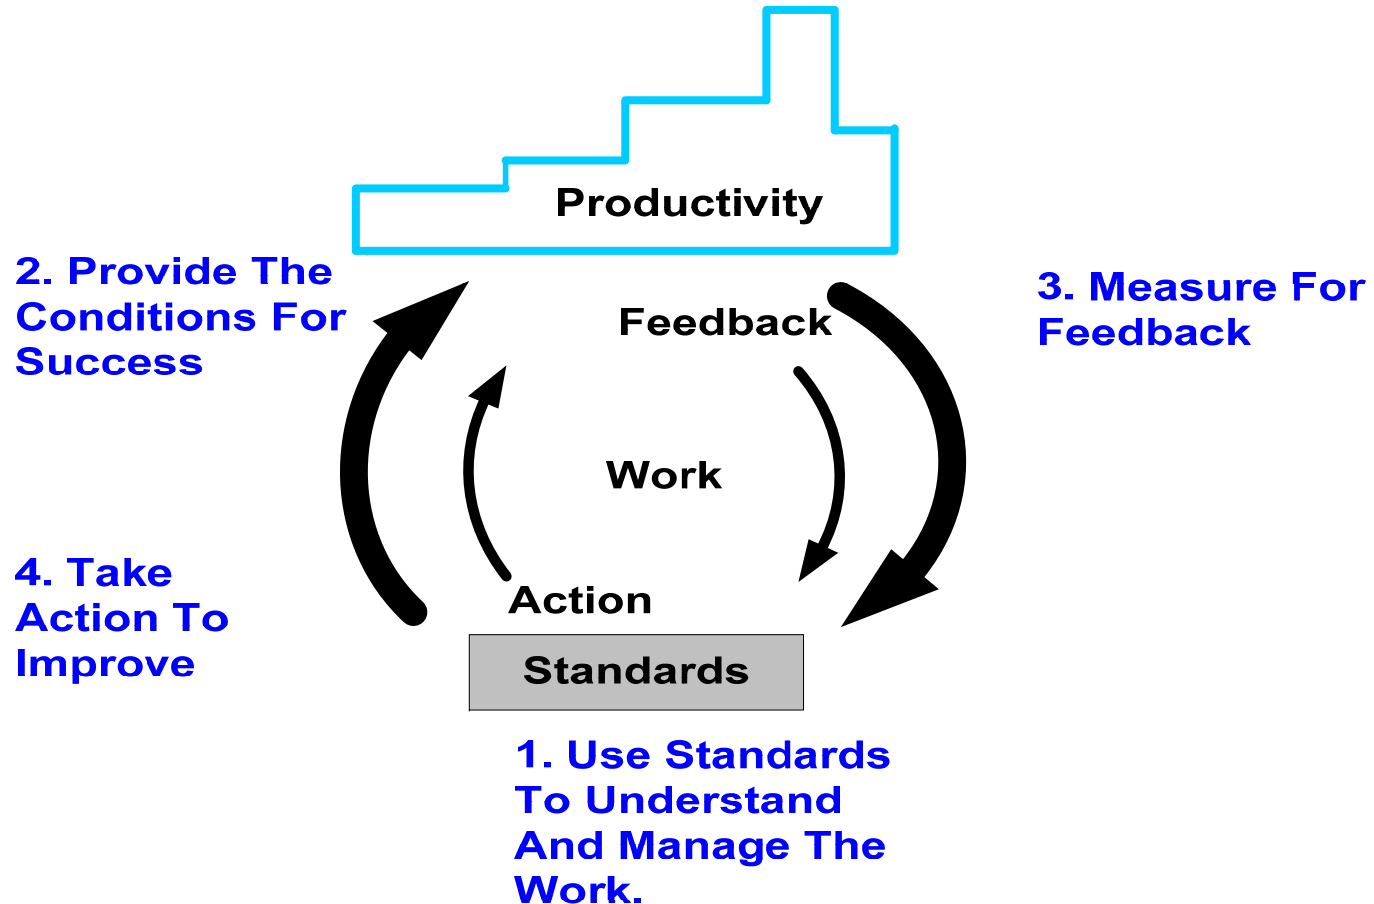 Productivity
2. Provide The
Conditions For
Success
Feedback
3. Measure For
Feedback
Work
4. Take
Action To
Improve
Action
Standards
1. Use Standards
To Understand
And Manage The
Work.